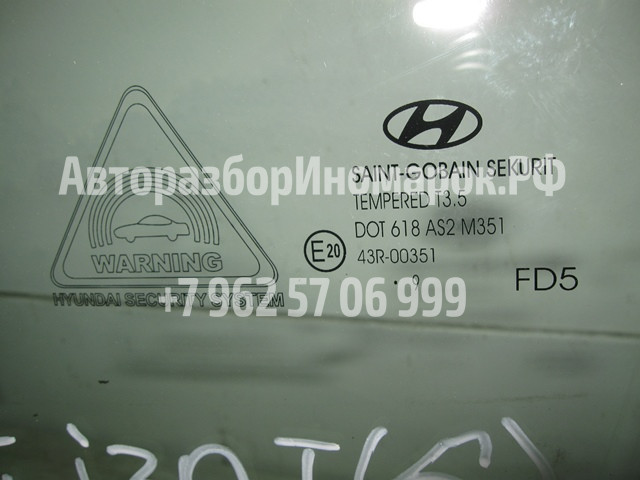 АвторазборИномарок.РФ
SAINT-GOBAIN SEKURIT
TEMPERED T3.5
DOT 618 AS2 M351
E20
43R-00351
. 9
FD5
WARNING
HYUNDAI SECURITY SYSTEM
+7 962 57 06 999